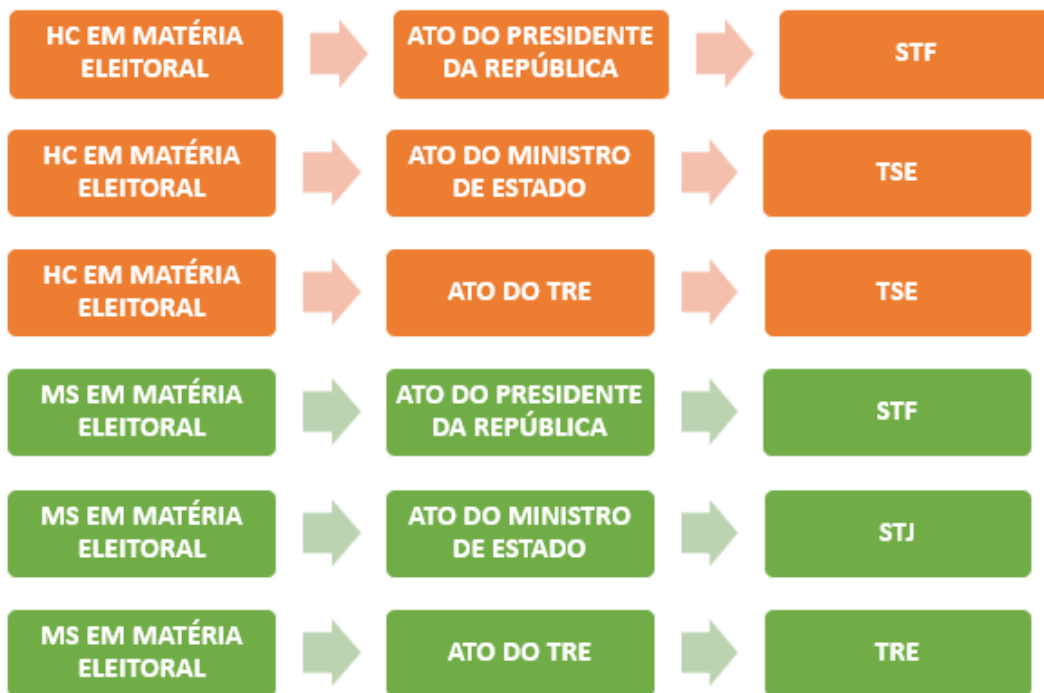 HC EM MATÉRIA
ELEITORAL
ATO DO PRESIDENTE
DA REPÚBLICA
STF
HC EM MATÉRIA
ELEITORAL
ATO DO MINISTRO
DE ESTADO
TSE
HC EM MATÉRIA
ELEITORAL
ATO DO TRE
TSE
MS EM MATÉRIA
ELEITORAL
ATO DO PRESIDENTE
DA REPÚBLICA
STF
MS EM MATÉRIA
ELEITORAL
ATO DO MINISTRO
DE ESTADO
STJ
MS EM MATÉRIA
ELEITORAL
ATO DO TRE
TRE